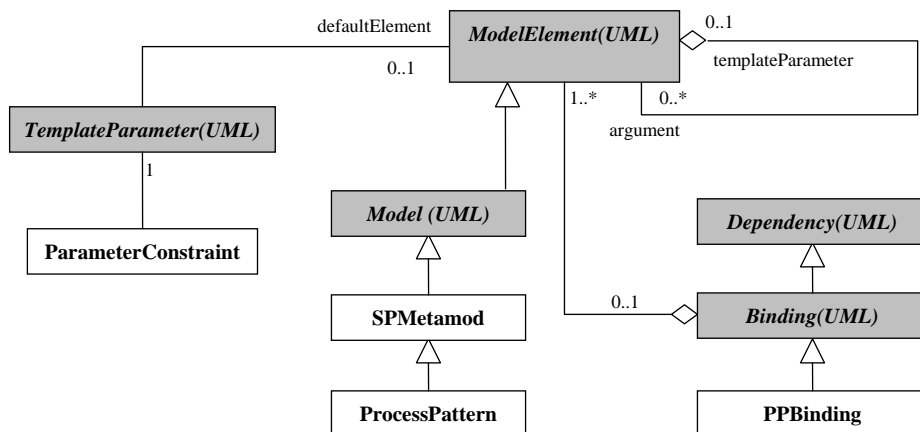 defaultElement
ModelElement(UML)
0..1
0..1
templateParameter
1..*
0..*
argument
TemplateParameter(UML)
1
ParameterConstraint
Model (UML)
Dependency(UML)
SPMetamod
0..1
Binding(UML)
ProcessPattern
PPBinding